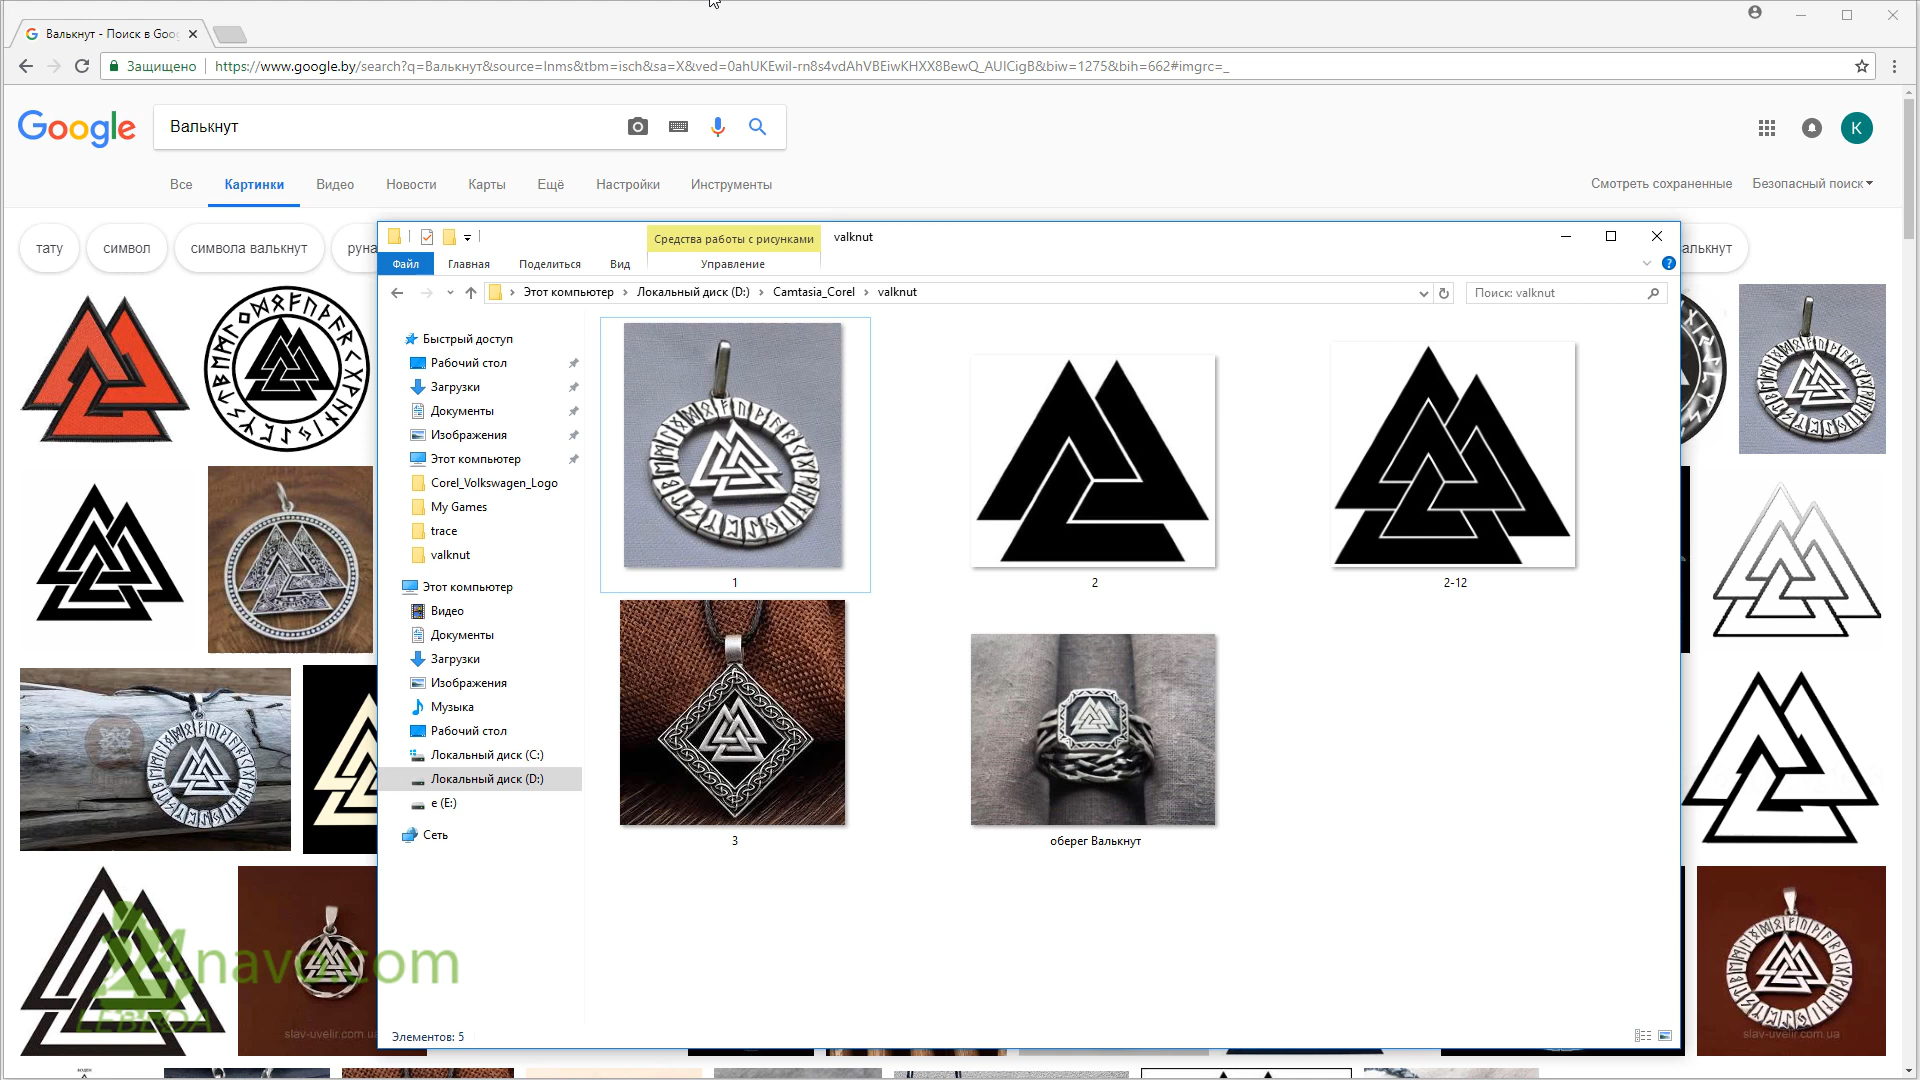 Валькнут - Поиск в Goo
Защищено
https://www.google.by/search?q=Валькнут&source=lnms&tbm=isch&sa=X&ved=0ahUKEwiI-rn8s4vdAhVBEiwKHXX8BewQ_AUICigB&biw=1275&bih=662#imgrc=_
Google
Валькнут
K
Все
Картинки
Видео
Новости
Карты
Ещё
Настройки
Инструменты
Смотреть сохраненные
Безопасный поиск
тату
символ
символа валькнут
руна
алькнут
Средства работы с рисунками
valknut
Файл
Главная
Поделиться
Вид
Управление
Этот компьютер
Локальный диск (D:)
Camtasia_Corel
valknut
Поиск: valknut
Быстрый доступ
Рабочий стол
Загрузки
Документы
Изображения
Этот компьютер
Corel_Volkswagen_Logo
My Games
trace
valknut
Этот компьютер
Видео
Документы
Загрузки
Изображения
Музыка
Рабочий стол
Локальный диск (C:)
Локальный диск (D:)
e (E:)
Сеть
1
2
2-12
3
оберег Валькнут
Элементов: 5
navo.com
LEBEDA
slav-uvelir.com.ua
slav-uvelir.com.ua